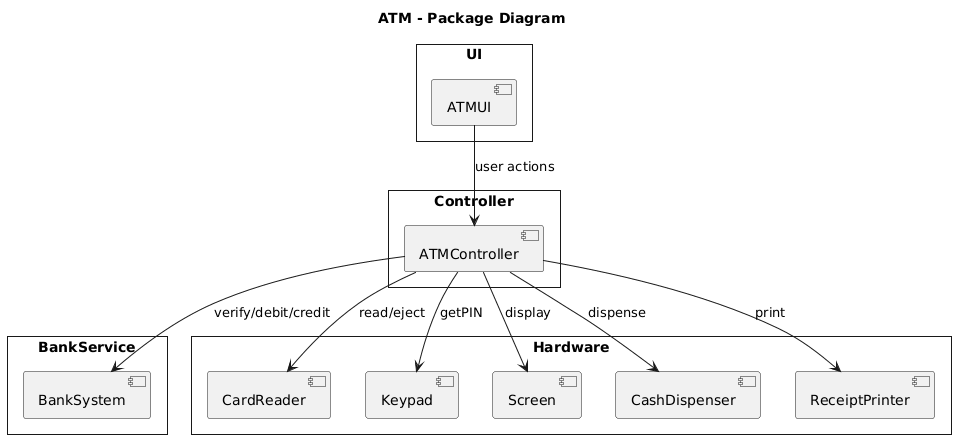 ATM - Package Diagram
UI
ATMUI
user actions
Controller
ATMController
verify/debit/credit
read/eject
getPIN
display
dispense
print
BankService
Hardware
BankSystem
CardReader
Keypad
Screen
CashDispenser
ReceiptPrinter